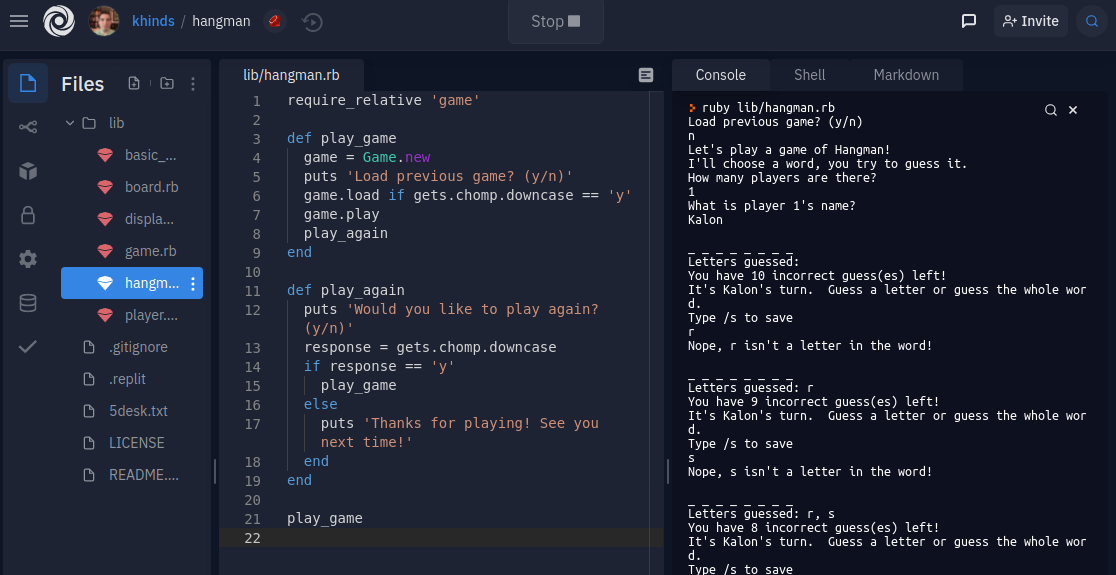 khinds / hangman
Stop
Invite
Files
lib
basic_...
board.rb
displa...
game.rb
hangm...
player....
.gitignore
.replit
5desk.txt
LICENSE
README....
lib/hangman.rb
1 require_relative 'game'
2
3 def play_game
4 game = Game.new
5 puts 'Load previous game? (y/n)'
6 game.load if gets.chomp.downcase == 'y'
7 game.play
8 play_again
9 end
10
11 def play_again
12 puts 'Would you like to play again?
(y/n)'
13 response = gets.chomp.downcase
14 if response == 'y'
15 play_game
16 else
17 puts 'Thanks for playing! See you
next time!'
18 end
19 end
20
21 play_game
22
Console Shell Markdown
ruby lib/hangman.rb
Load previous game? (y/n)
n
Let's play a game of Hangman!
I'll choose a word, you try to guess it.
How many players are there?
1
What is player 1's name?
Kalon
_ _ _ _ _ _ _ _
Letters guessed:
You have 10 incorrect guess(es) left!
It's Kalon's turn.  Guess a letter or guess the whole wor
d.
Type /s to save
r
Nope, r isn't a letter in the word!
_ _ _ _ _ _ _ _
Letters guessed: r
You have 9 incorrect guess(es) left!
It's Kalon's turn.  Guess a letter or guess the whole wor
d.
Type /s to save
s
Nope, s isn't a letter in the word!
_ _ _ _ _ _ _ _
Letters guessed: r, s
You have 8 incorrect guess(es) left!
It's Kalon's turn.  Guess a letter or guess the whole wor
d.
Type /s to save